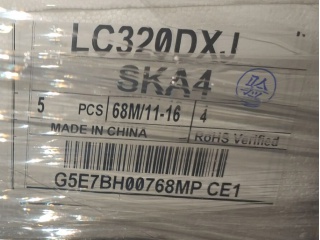 LC320DXJ
SKA4
5 PCS 68M/11-16 4
MADE IN CHINA RoHS Verified
G5E7BH00768MP CE1